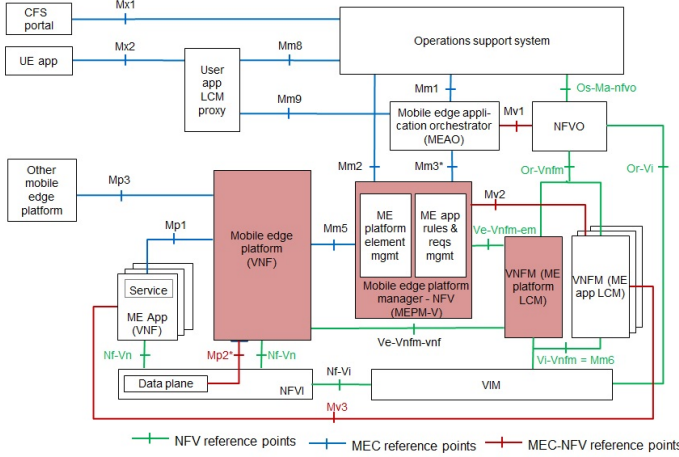 CFS
portal
Mx1
Operations support system
UE app
Mx2
User
app
LCM
proxy
Mm8
Mm9
Mm1
Os-Ma-nfvo
Mobile edge appli-
cation orchestrator
(MEAO)
Mv1
NFVO
Mm2
Mm3*
Or-Vnfm
Or-Vi
Other
mobile
edge
platform
Mp3
Mp1
Mobile edge
platform
(VNF)
Mm5
ME
platform
element
mgmt
ME app
rules &
reqs
mgmt
Mobile edge platform
manager - NFV
(MEPM-V)
Mv2
Ve-Vnfm-em
VNFM (ME
platform
LCM)
VNFM (ME
app LCM)
Service
ME App
(VNF)
Nf-Vn
Mp2*
Nf-Vn
Ve-Vnfm-vnf
Vi-Vnfm = Mm6
Data plane
NFVI
Nf-Vi
VIM
Mv3
NFV reference points
MEC reference points
MEC-NFV reference points